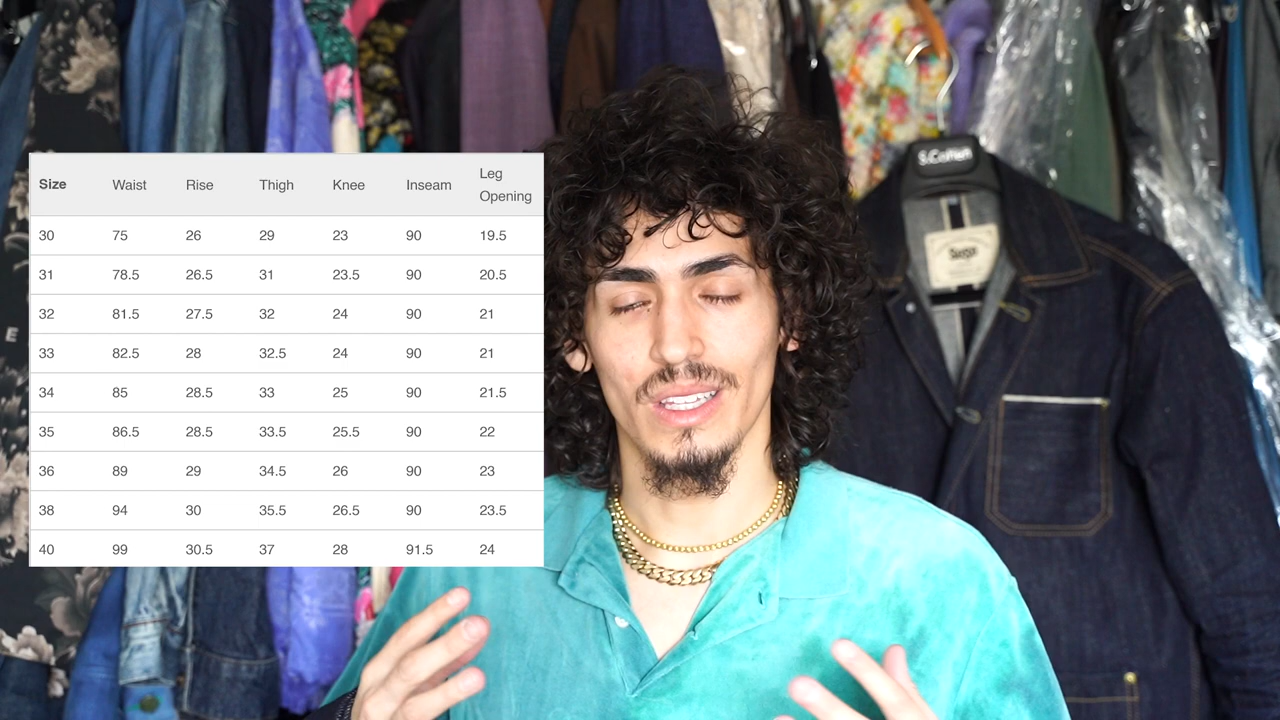 Size Waist Rise Thigh Knee Inseam Leg Opening
30 75 26 29 23 90 19.5
31 78.5 26.5 31 23.5 90 20.5
32 81.5 27.5 32 24 90 21
33 82.5 28 32.5 24 90 21
34 85 28.5 33 25 90 21.5
35 86.5 28.5 33.5 25.5 90 22
36 89 29 34.5 26 90 23
38 94 30 35.5 26.5 90 23.5
40 99 30.5 37 28 91.5 24
S.Cotten
E